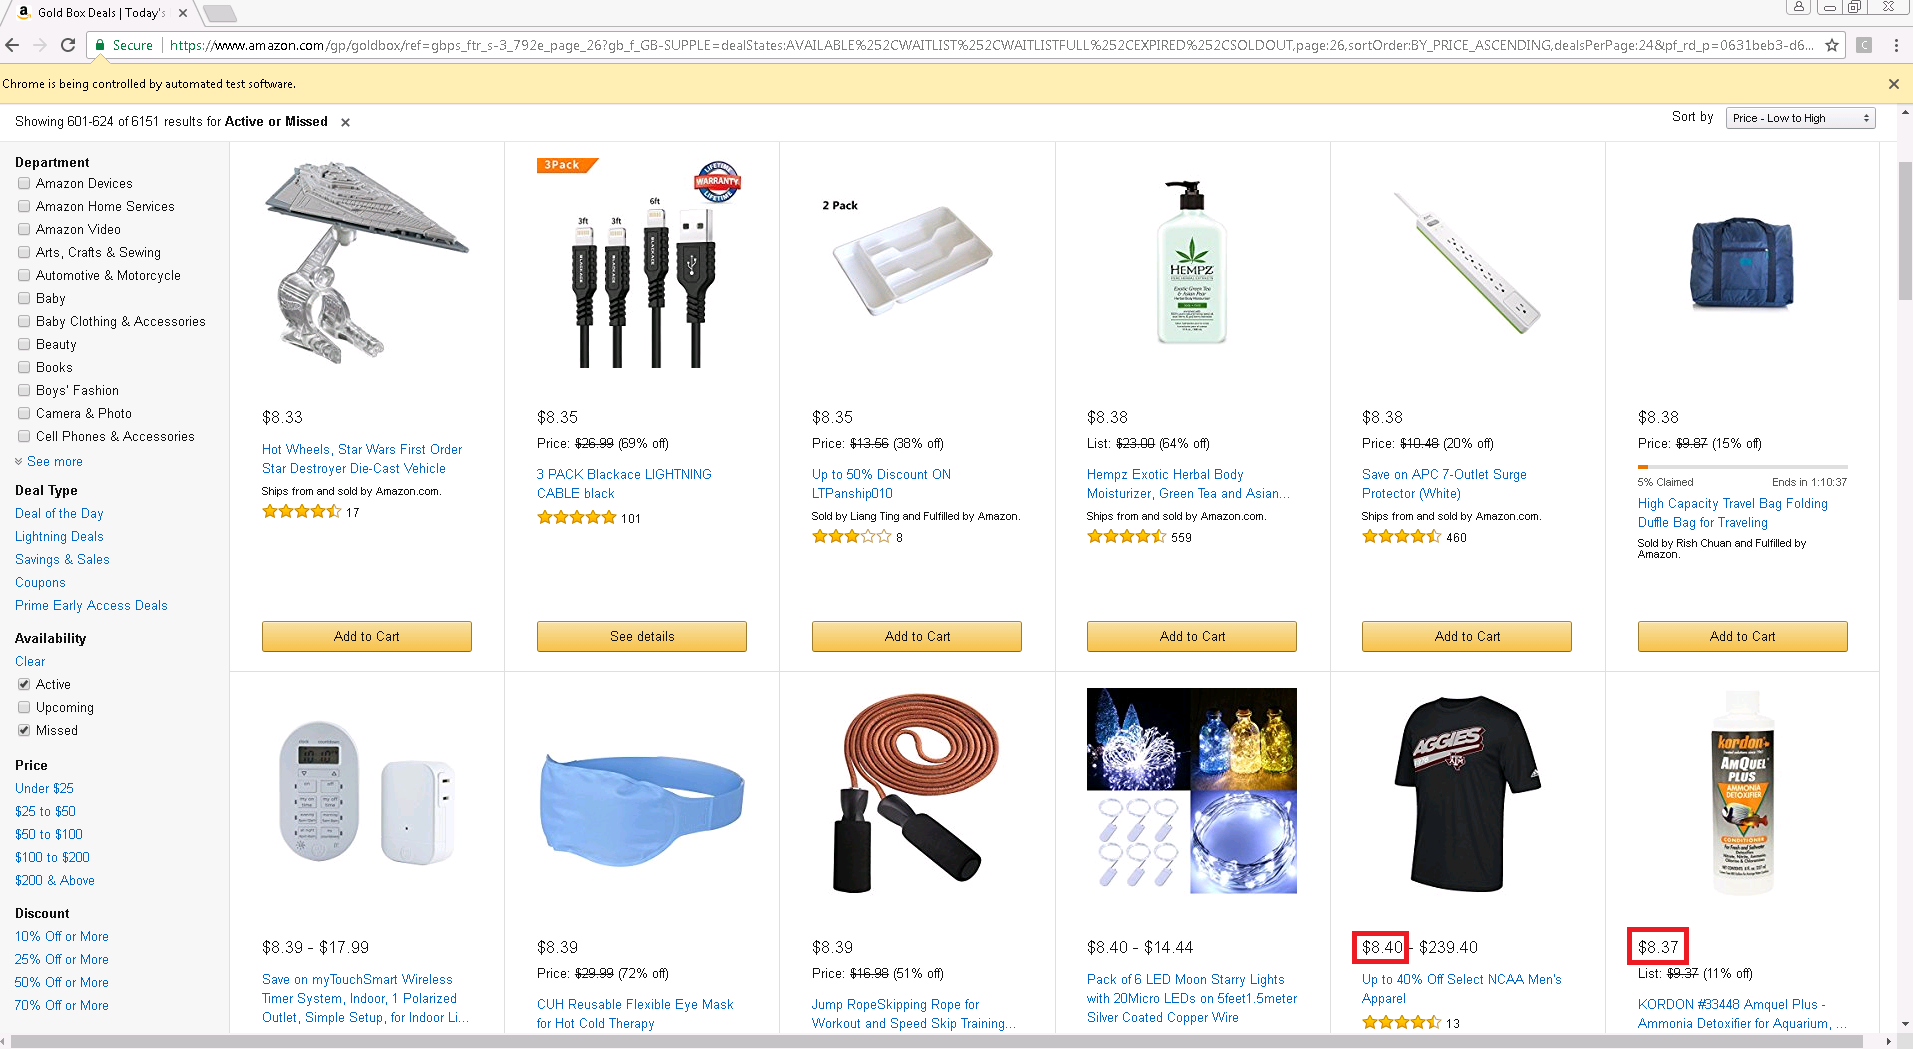 Gold Box Deals | Today's
Secure
https://www.amazon.com/gp/goldbox/ref=gbps_ftr_s-3_792e_page_26?gb_f_GB-SUPPLE=dealStates:AVAILABLE%252CWAITLIST%252CWAITLISTFULL%252CEXPIRED%252CSOLDOUT,page:26,sortOrder:BY_PRICE_ASCENDING,dealsPerPage:24&pf_rd_p=0631beb3-d6...
Chrome is being controlled by automated test software.
Showing 601-624 of 6151 results for Active or Missed
Sort by
Price - Low to High
Department
Amazon Devices
Amazon Home Services
Amazon Video
Arts, Crafts & Sewing
Automotive & Motorcycle
Baby
Baby Clothing & Accessories
Beauty
Books
Boys' Fashion
Camera & Photo
Cell Phones & Accessories
See more
Deal Type
Deal of the Day
Lightning Deals
Savings & Sales
Coupons
Prime Early Access Deals
Availability
Clear
Active
Upcoming
Missed
Price
Under $25
$25 to $50
$50 to $100
$100 to $200
$200 & Above
Discount
10% Off or More
25% Off or More
50% Off or More
70% Off or More
$8.33
Hot Wheels, Star Wars First Order
Star Destroyer Die-Cast Vehicle
Ships from and sold by Amazon.com.
17
Add to Cart
3Pack
LIFETIME
WARRANTY
LIFETIME
3ft
3ft
6ft
BLACKACE
BLACKACE
BLACKACE
$8.35
Price: $26.99 (69% off)
3 PACK Blackace LIGHTNING
CABLE black
101
See details
2 Pack
$8.35
Price: $13.56 (38% off)
Up to 50% Discount ON
LTPanship010
Sold by Liang Ting and Fulfilled by Amazon.
8
Add to Cart
HEMPZ
Exotic Green Tea
& Asian Pear
$8.38
List: $23.00 (64% off)
Hempz Exotic Herbal Body
Moisturizer, Green Tea and Asian...
Ships from and sold by Amazon.com.
559
Add to Cart
$8.38
Price: $10.48 (20% off)
Save on APC 7-Outlet Surge
Protector (White)
Ships from and sold by Amazon.com.
460
Add to Cart
$8.38
Price: $9.87 (15% off)
5% Claimed
Ends in 1:10:37
High Capacity Travel Bag Folding
Duffle Bag for Traveling
Sold by Rish Chuan and Fulfilled by
Amazon.
Add to Cart
$8.39 - $17.99
Save on myTouchSmart Wireless
Timer System, Indoor, 1 Polarized
Outlet, Simple Setup, for Indoor Li...
$8.39
Price: $29.99 (72% off)
CUH Reusable Flexible Eye Mask
for Hot Cold Therapy
$8.39
Price: $16.98 (51% off)
Jump RopeSkipping Rope for
Workout and Speed Skip Training...
$8.40 - $14.44
Pack of 6 LED Moon Starry Lights
with 20Micro LEDs on 5feet1.5meter
Silver Coated Copper Wire
AGGIES
$8.40 - $239.40
Up to 40% Off Select NCAA Men's
Apparel
13
kordon
AMQUEL
PLUS
AMMONIA
DETOXIFIER
CONDITIONER
$8.37
List: $9.37 (11% off)
KORDON #33448 Amquel Plus -
Ammonia Detoxifier for Aquarium, ...